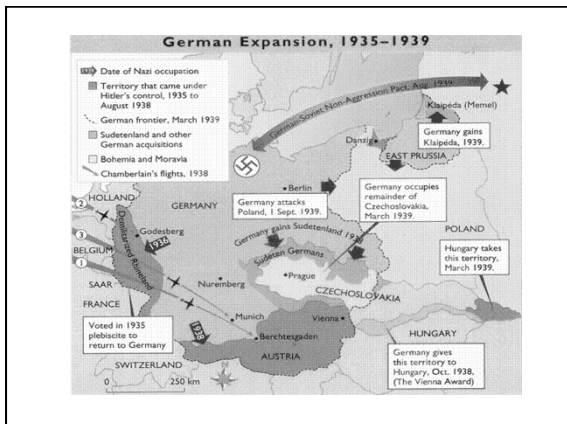 German Expansion, 1935–1939
1938
Date of Nazi occupation
Territory that came under
Hitler's control, 1935 to
August 1938
German frontier, March 1939
Sudetenland and other
German acquisitions
Bohemia and Moravia
Chamberlain's flights, 1938
German-Soviet Non-Aggression Pact, Aug. 1939
Klaipéda (Memel)
Germany gains
Klaipéda, 1939.
Danzig
EAST PRUSSIA
Berlin
Germany attacks
Poland, 1 Sept. 1939.
Germany occupies
remainder of
Czechoslovakia,
March 1939.
HOLLAND
GERMANY
2
Godesberg
1936
Demilitarized Rhineland
3
BELGIUM
1
SAAR
FRANCE
Germany gains Sudetenland 1938
Sudeten Germans
POLAND
Hungary takes
this territory,
March 1939.
Prague
Nuremberg
CZECHOSLOVAKIA
Munich
Vienna
Voted in 1935
plebiscite to
return to Germany
1938
Berchtesgaden
AUSTRIA
HUNGARY
SWITZERLAND
Germany gives
this territory to
Hungary, Oct. 1938,
(The Vienna Award)
0 250 km
N